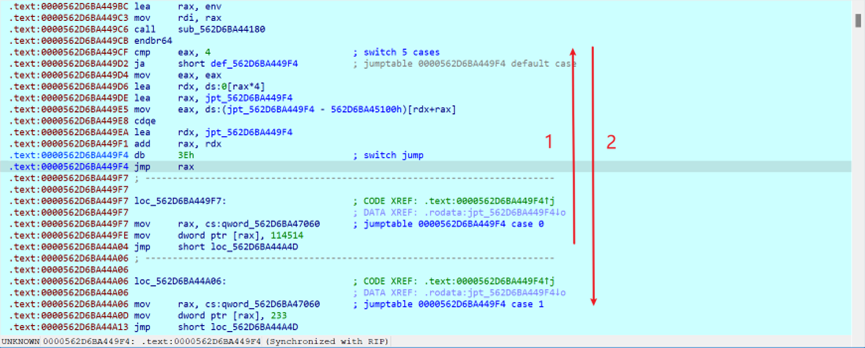 .text:0000562D6BA449BC lea rax, env
.text:0000562D6BA449C3 mov rdi, rax
.text:0000562D6BA449C6 call sub_562D6BA44180
.text:0000562D6BA449CB endbr64
.text:0000562D6BA449CF cmp eax, 4 ; switch 5 cases
.text:0000562D6BA449D2 ja short def_562D6BA449F4 ; jumptable 0000562D6BA449F4 default case
.text:0000562D6BA449D4 mov eax, eax
.text:0000562D6BA449D6 lea rdx, ds:0[rax*4]
.text:0000562D6BA449DE lea rax, jpt_562D6BA449F4
.text:0000562D6BA449E5 mov eax, ds:(jpt_562D6BA449F4 - 562D6BA45100h)[rdx+rax]
.text:0000562D6BA449E8 cdqe
.text:0000562D6BA449EA lea rdx, jpt_562D6BA449F4
.text:0000562D6BA449F1 add rax, rdx
.text:0000562D6BA449F4 db 3Eh ; switch jump
.text:0000562D6BA449F4 jmp rax
.text:0000562D6BA449F7 ; ---------------------------------------------------------------------------
.text:0000562D6BA449F7
.text:0000562D6BA449F7 loc_562D6BA449F7: ; CODE XREF: .text:0000562D6BA449F4↑j
.text:0000562D6BA449F7 ; DATA XREF: .rodata:jpt_562D6BA449F4↓o
.text:0000562D6BA449F7 mov rax, cs:qword_562D6BA47060 ; jumptable 0000562D6BA449F4 case 0
.text:0000562D6BA449FE mov dword ptr [rax], 114514
.text:0000562D6BA44A04 jmp short loc_562D6BA44A4D
.text:0000562D6BA44A06 ; ---------------------------------------------------------------------------
.text:0000562D6BA44A06
.text:0000562D6BA44A06 loc_562D6BA44A06: ; CODE XREF: .text:0000562D6BA449F4↑j
.text:0000562D6BA44A06 ; DATA XREF: .rodata:jpt_562D6BA449F4↓o
.text:0000562D6BA44A06 mov rax, cs:qword_562D6BA47060 ; jumptable 0000562D6BA449F4 case 1
.text:0000562D6BA44A0D mov dword ptr [rax], 233
.text:0000562D6BA44A13 jmp short loc_562D6BA44A4D
1
2
UNKNOWN 0000562D6BA449F4: .text:0000562D6BA449F4 (Synchronized with RIP)